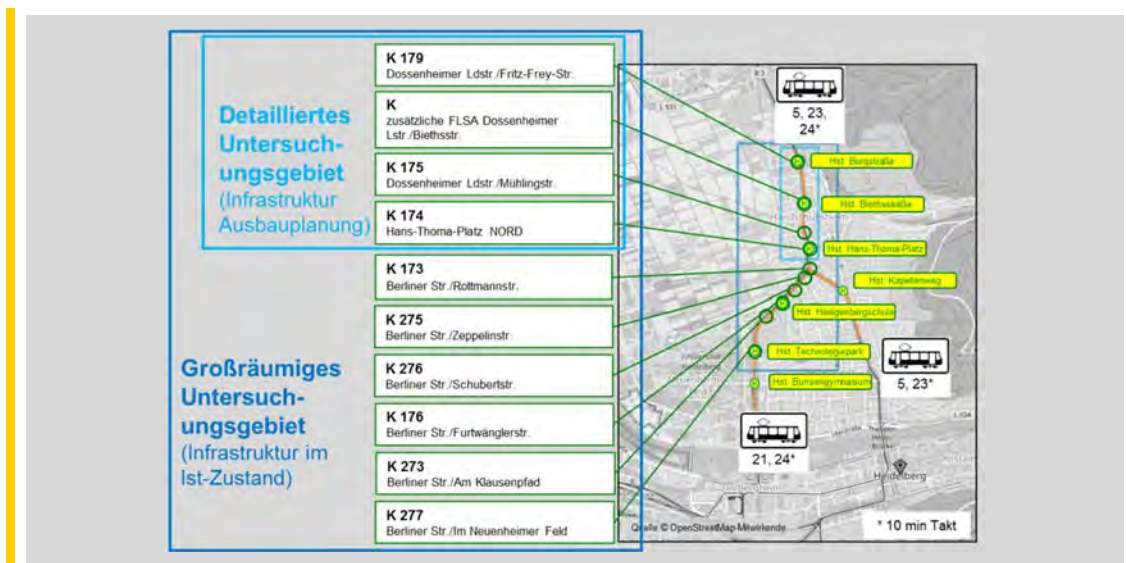 K 179
Dossenheimer Ldstr./Fritz-Frey-Str.
K
zusätzliche FLSA Dossenheimer
Lstr./Biethsstr.
K 175
Dossenheimer Ldstr./Mühlingstr.
K 174
Hans-Thoma-Platz NORD
Detailliertes
Untersuch-
ungsgebiet
(Infrastruktur
Ausbauplanung)
K 173
Berliner Str./Rottmannstr.
K 275
Berliner Str./Zeppelinstr
K 276
Berliner Str./Schubertstr.
K 176
Berliner Str./Furtwänglerstr.
K 273
Berliner Str./Am Klausenpfad
K 277
Berliner Str./Im Neuenheimer Feld
Großräumiges
Untersuch-
ungsgebiet
(Infrastruktur im
Ist-Zustand)
5, 23,
24*
Hst. Burgstraße
Hst. Biethsstraße
Handschuhsheim
Hst. Hans-Thoma-Platz
Hst. Kapellenweg
Hst. Heiligenbergschule
Hst. Technologiepark
Hst. Bunsengymnasium
5, 23*
21, 24*
Heidelberg
Quelle © OpenStreetMap-Mitwirkende
* 10 min Takt